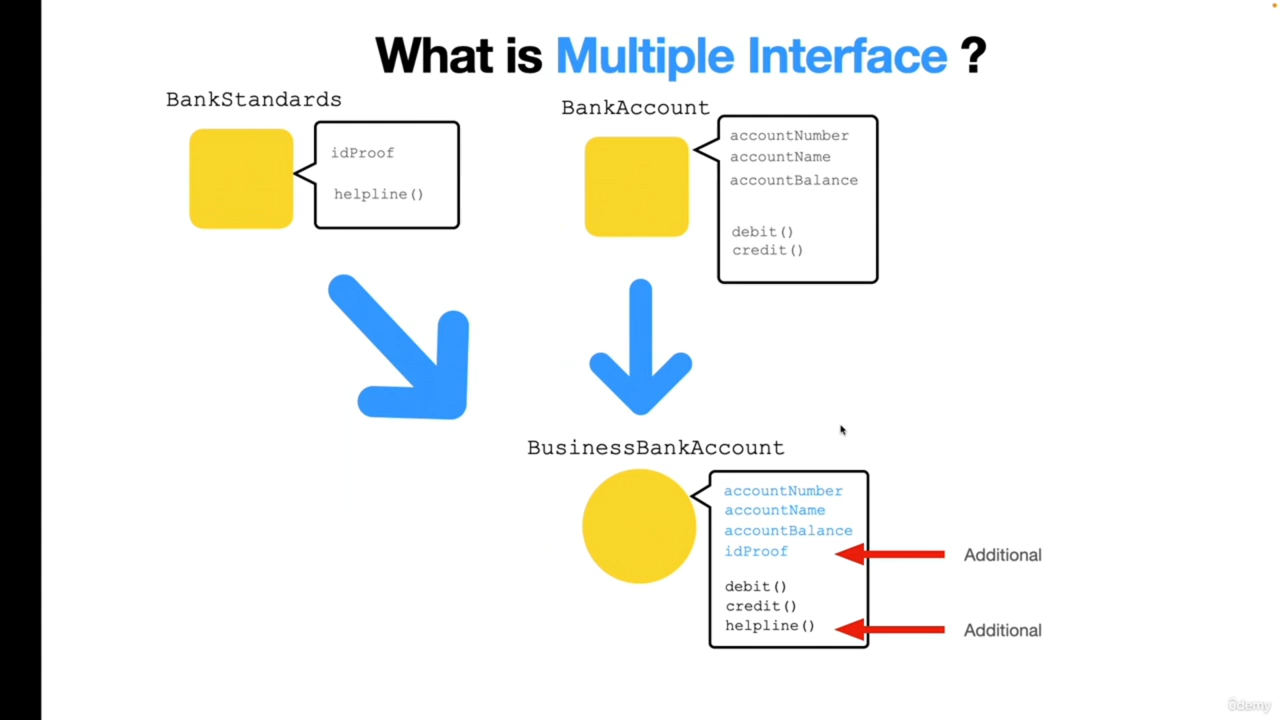 What is Multiple Interface ?
BankStandards
idProof
helpline()
BankAccount
accountNumber
accountName
accountBalance
debit()
credit()
BusinessBankAccount
accountNumber
accountName
accountBalance
idProof
Additional
debit()
credit()
helpline()
Additional
ûdemy